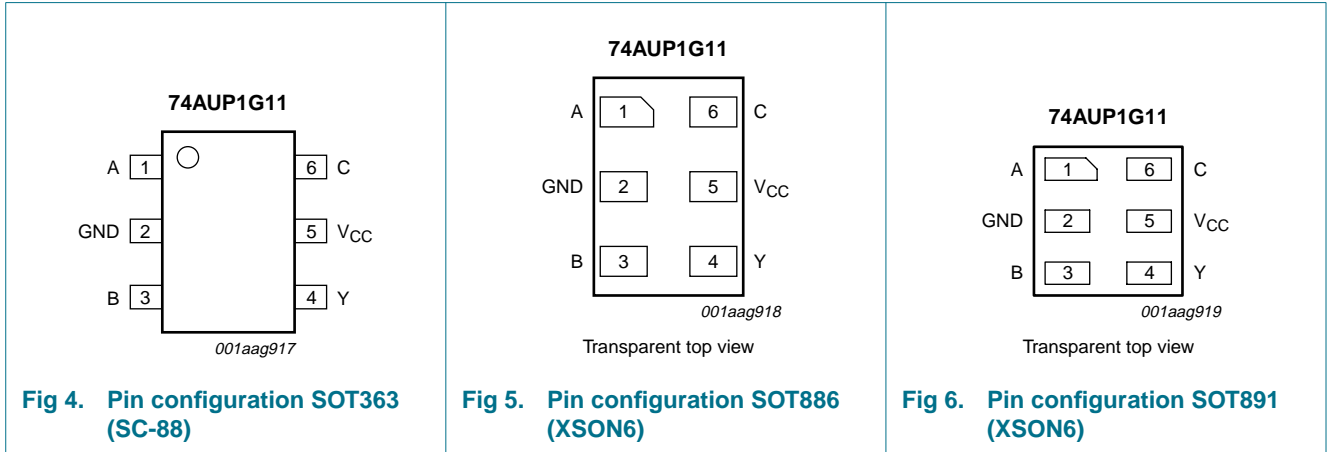 74AUP1G11
A 1 6 C
GND 2 5 VCC
B 3 4 Y
001aag917
Fig 4. Pin configuration SOT363
(SC-88)
74AUP1G11
A 1 6 C
GND 2 5 VCC
B 3 4 Y
001aag918
Transparent top view
Fig 5. Pin configuration SOT886
(XSON6)
74AUP1G11
A 1 6 C
GND 2 5 VCC
B 3 4 Y
001aag919
Transparent top view
Fig 6. Pin configuration SOT891
(XSON6)